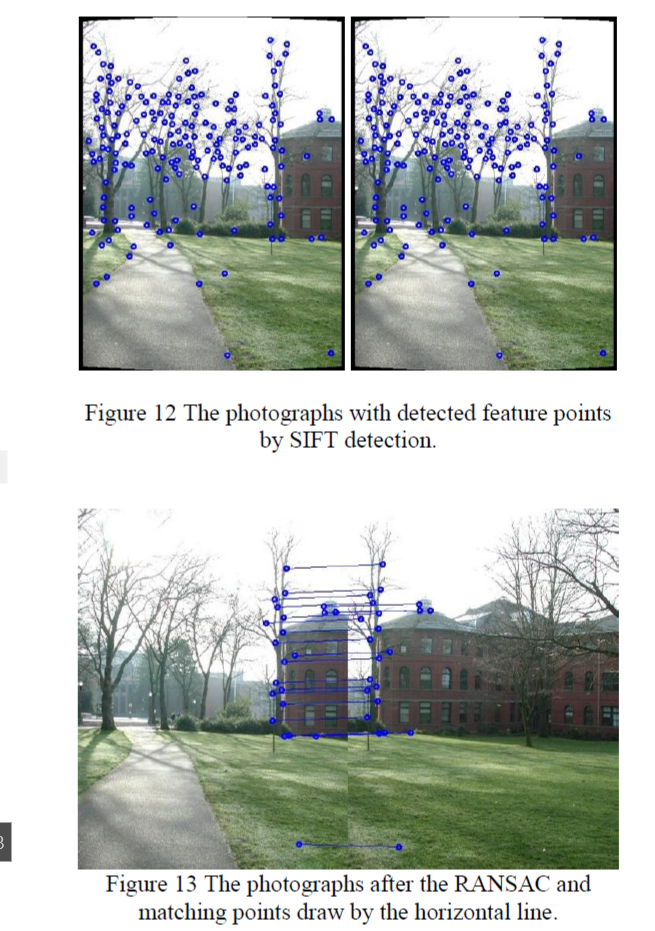 Figure 12 The photographs with detected feature points
by SIFT detection.
3
Figure 13 The photographs after the RANSAC and
matching points draw by the horizontal line.